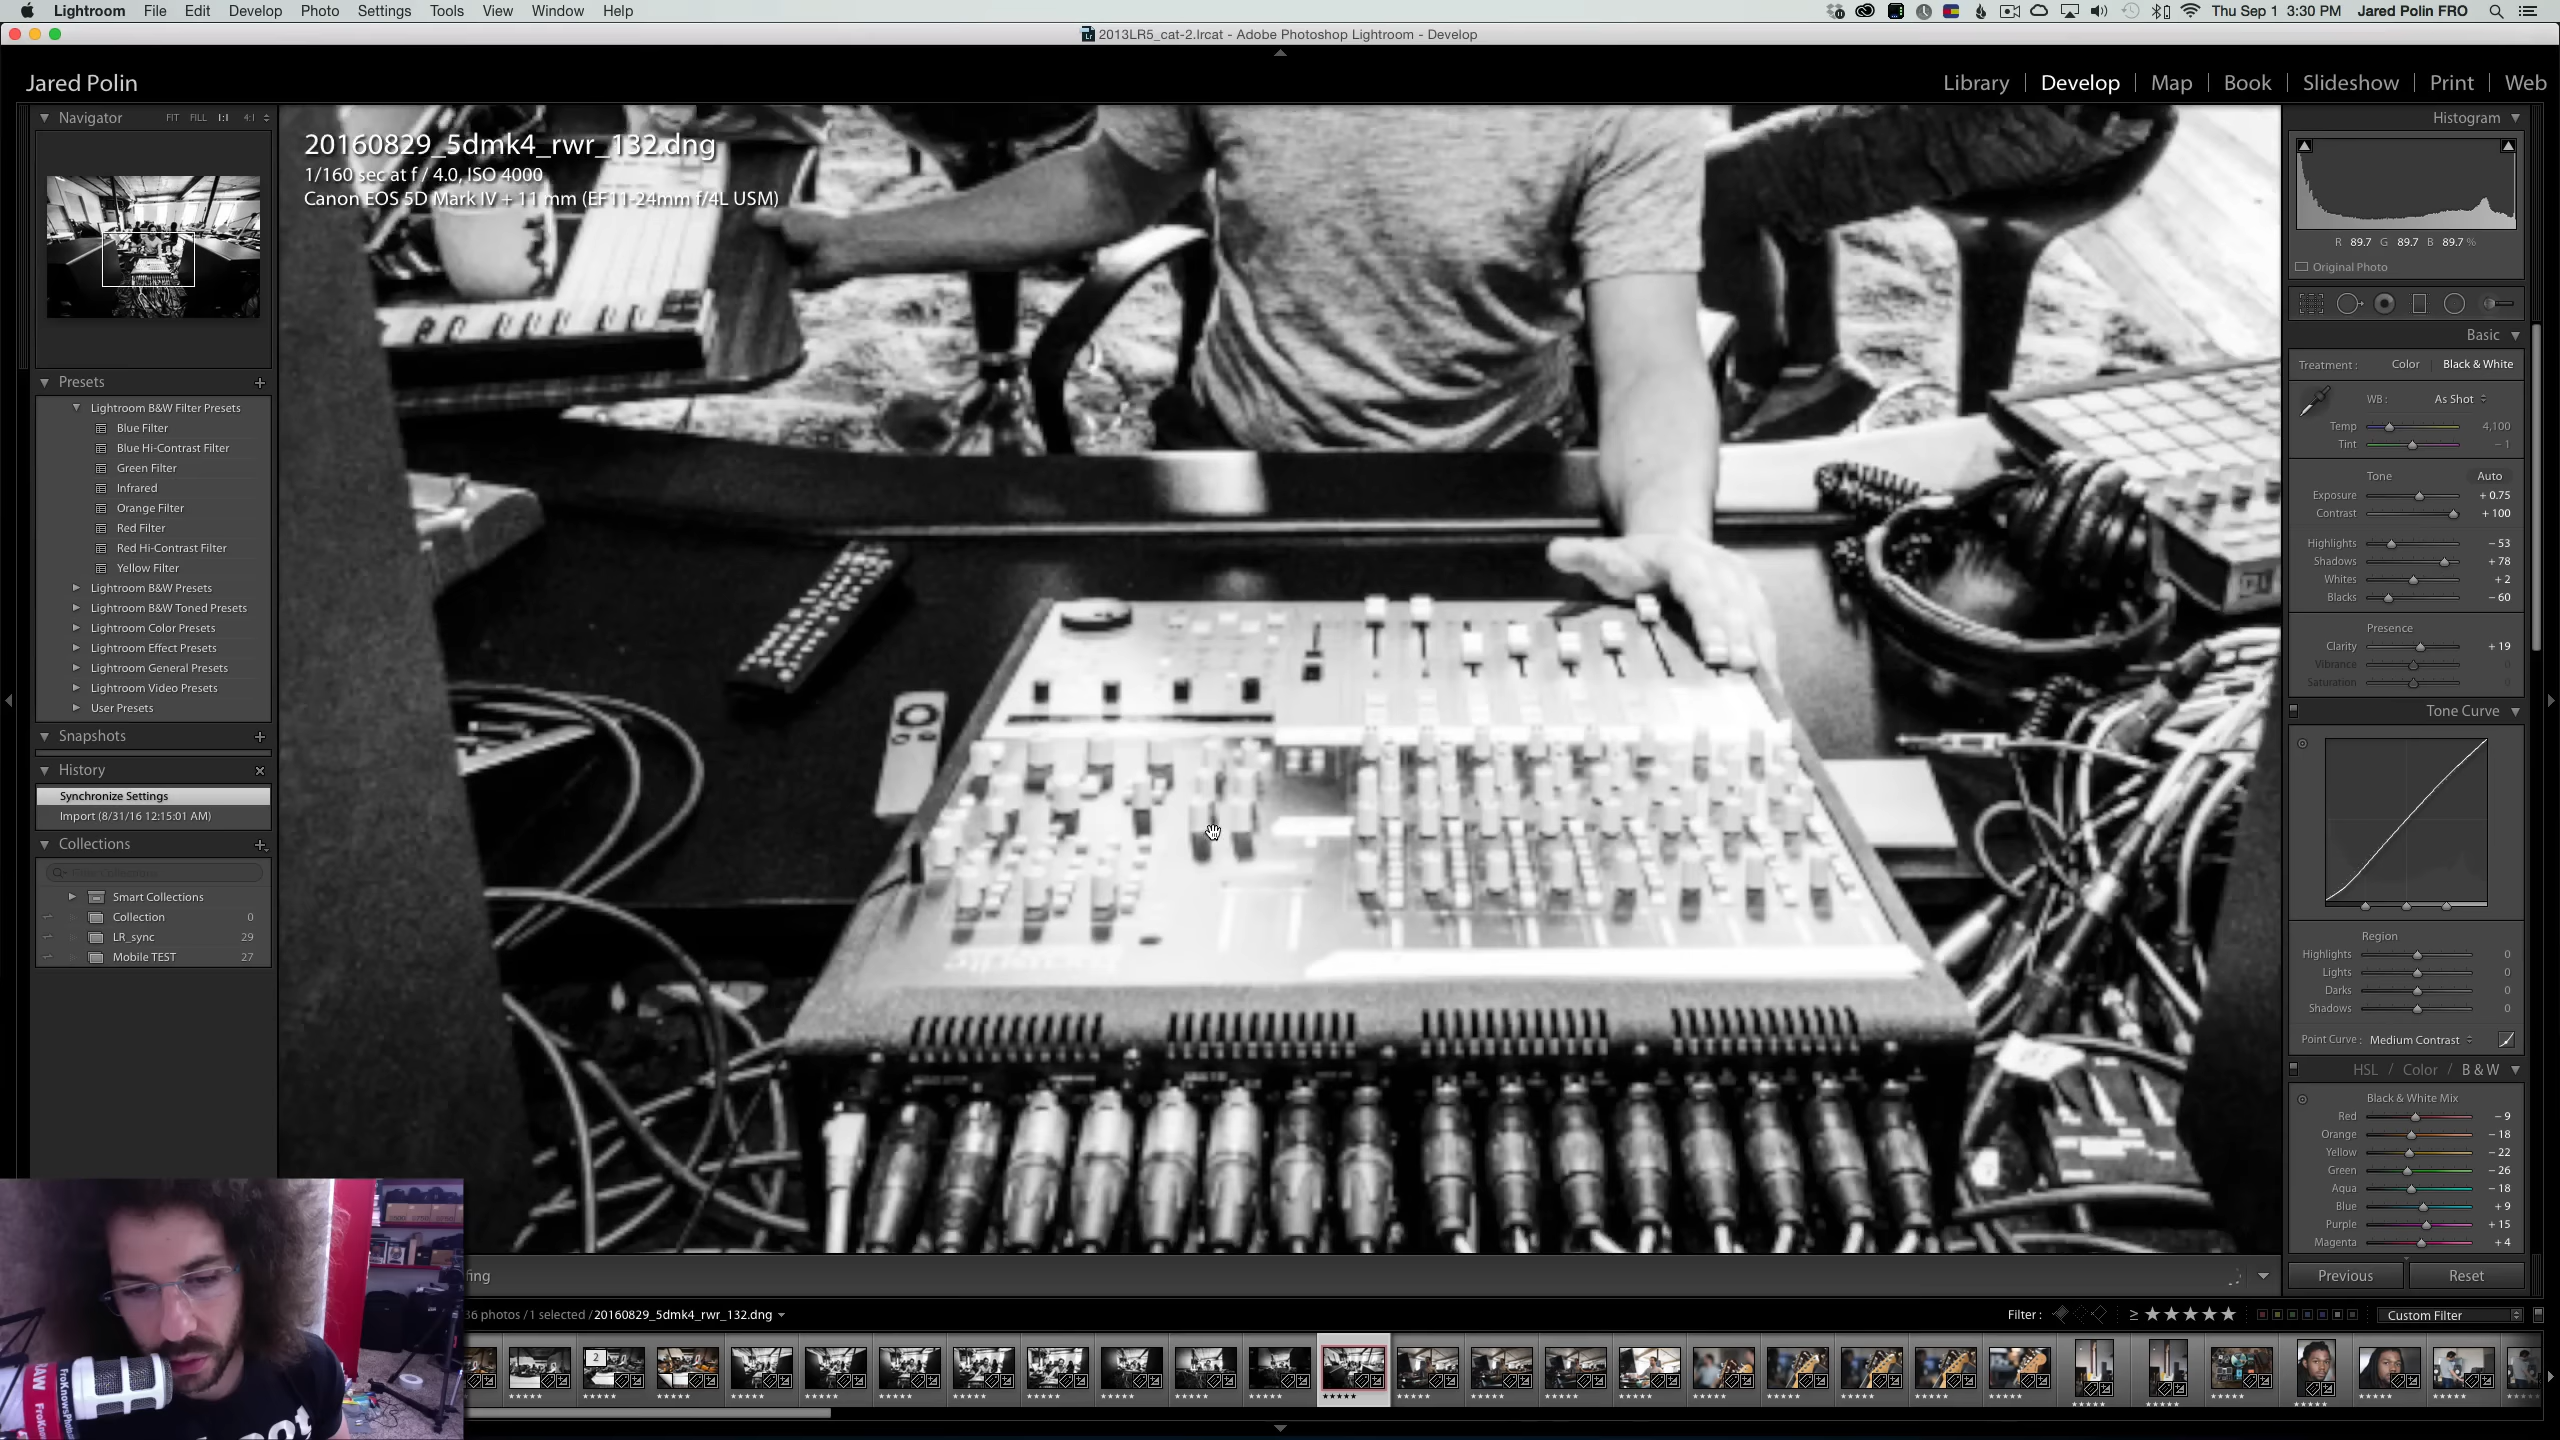 Lightroom File Edit Develop Photo Settings Tools View Window Help Thu Sep 1 3:30 PM Jared Polin FRO
2013LR5_cat-2.lrcat - Adobe Photoshop Lightroom - Develop
Jared Polin
Library | Develop | Map | Book | Slideshow | Print | Web
Navigator FIT FILL 1:1 4:1
Presets
Lightroom B&W Filter Presets
Blue Filter
Blue Hi-Contrast Filter
Green Filter
Infrared
Orange Filter
Red Filter
Red Hi-Contrast Filter
Yellow Filter
Lightroom B&W Presets
Lightroom B&W Toned Presets
Lightroom Color Presets
Lightroom Effect Presets
Lightroom General Presets
Lightroom Video Presets
User Presets
Snapshots
History
Synchronize Settings
Import (8/31/16 12:15:01 AM)
Collections
Smart Collections
Collection 0
LR_sync 29
Mobile TEST 27
20160829_5dmk4_rwr_132.dng
1/160 sec at f / 4.0, ISO 4000
Canon EOS 5D Mark IV + 11 mm (EF11-24mm f/4L USM)
Histogram
R 89.7 G 89.7 B 89.7 %
Original Photo
Basic
Treatment : Color | Black & White
WB : As Shot
Temp 4,100
Tint - 1
Tone Auto
Exposure + 0.75
Contrast + 100
Highlights - 53
Shadows + 78
Whites + 2
Blacks - 60
Presence
Clarity + 19
Vibrance 0
Saturation 0
Tone Curve
Region
Highlights 0
Lights 0
Darks 0
Shadows 0
Point Curve : Medium Contrast
HSL / Color / B & W
Black & White Mix
Red - 9
Orange - 18
Yellow - 22
Green - 26
Aqua - 18
Blue + 9
Purple + 15
Magenta + 4
Previous Reset
fing
36 photos / 1 selected / 20160829_5dmk4_rwr_132.dng
Filter : ≥ ★★★★★ Custom Filter
2
RAW